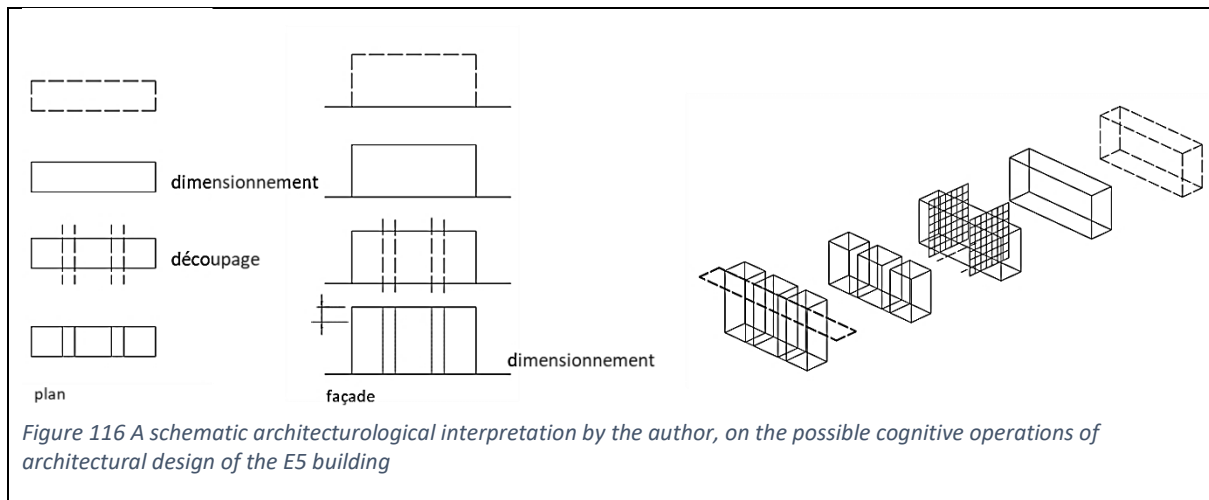 dimensionnement
découpage
dimensionnement
plan
façade
Figure 116 A schematic architecturological interpretation by the author, on the possible cognitive operations of
architectural design of the E5 building